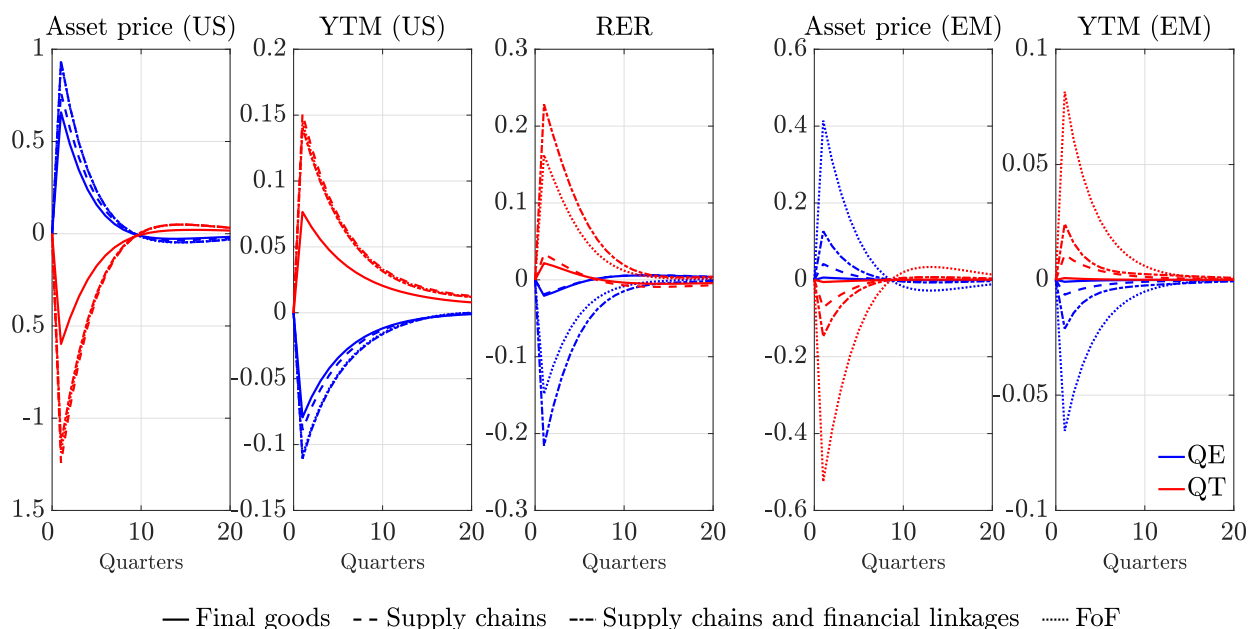 Asset price (US)
YTM (US)
RER
Asset price (EM)
YTM (EM)
1
0.5
0
-0.5
-1
1.5
0 10 20
Quarters
0.2
0.15
0.1
0.05
0
-0.05
-0.1
-0.15
0 10 20
Quarters
0.3
0.2
0.1
0
-0.1
-0.2
-0.3
0 10 20
Quarters
0.6
0.4
0.2
0
-0.2
-0.4
-0.6
0 10 20
Quarters
0.1
0.05
0
-0.05
-0.1
0 10 20
Quarters
QE
QT
Final goods Supply chains Supply chains and financial linkages FoF